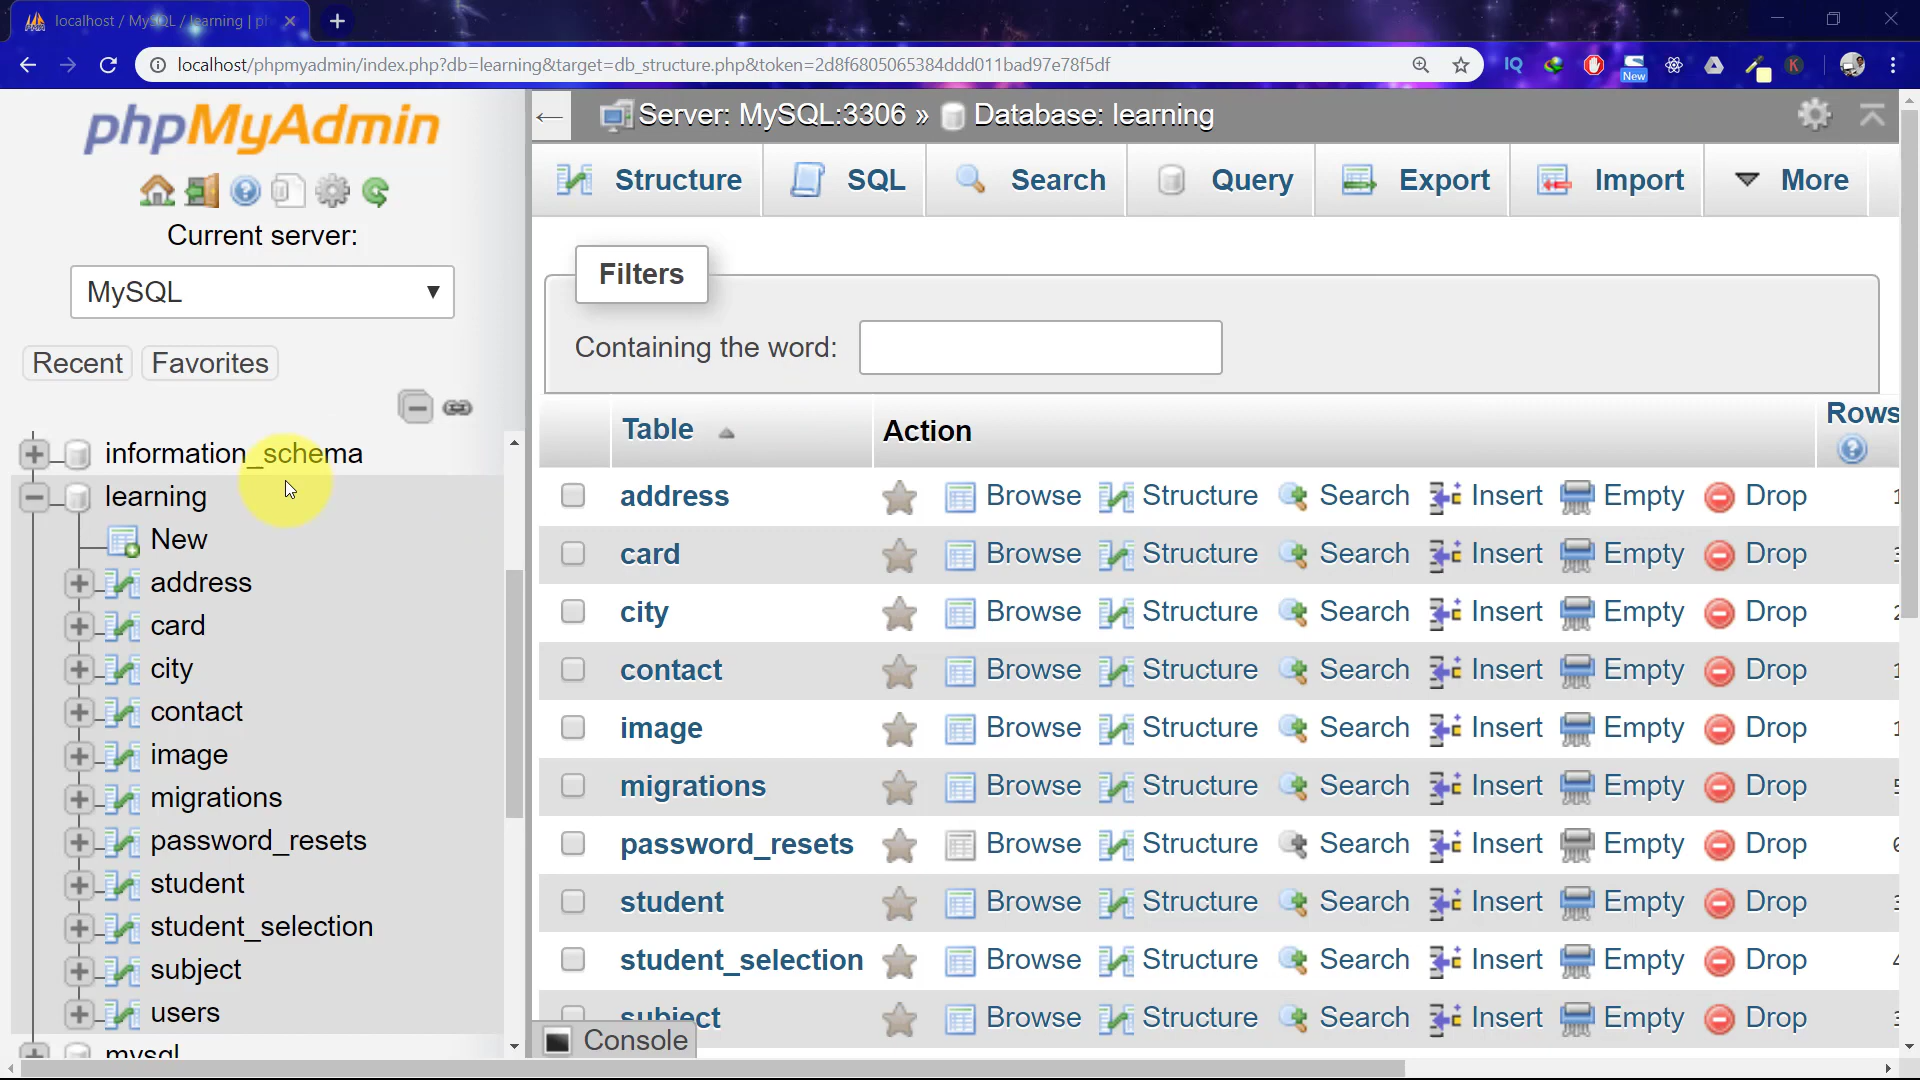 localhost / MySQL / learning | ph
localhost/phpmyadmin/index.php?db=learning&target=db_structure.php&token=2d8f6805065384ddd011bad97e78f5df
IQ
New
K
phpMyAdmin
Current server:
MySQL
Recent Favorites
information_schema
learning
New
address
card
city
contact
image
migrations
password_resets
student
student_selection
subject
users
mysql
Server: MySQL:3306 » Database: learning
Structure SQL Search Query Export Import More
Filters
Containing the word:
Table Action Rows
address Browse Structure Search Insert Empty Drop
card Browse Structure Search Insert Empty Drop
city Browse Structure Search Insert Empty Drop
contact Browse Structure Search Insert Empty Drop
image Browse Structure Search Insert Empty Drop
migrations Browse Structure Search Insert Empty Drop
password_resets Browse Structure Search Insert Empty Drop
student Browse Structure Search Insert Empty Drop
student_selection Browse Structure Search Insert Empty Drop
subject Browse Structure Search Insert Empty Drop
Console